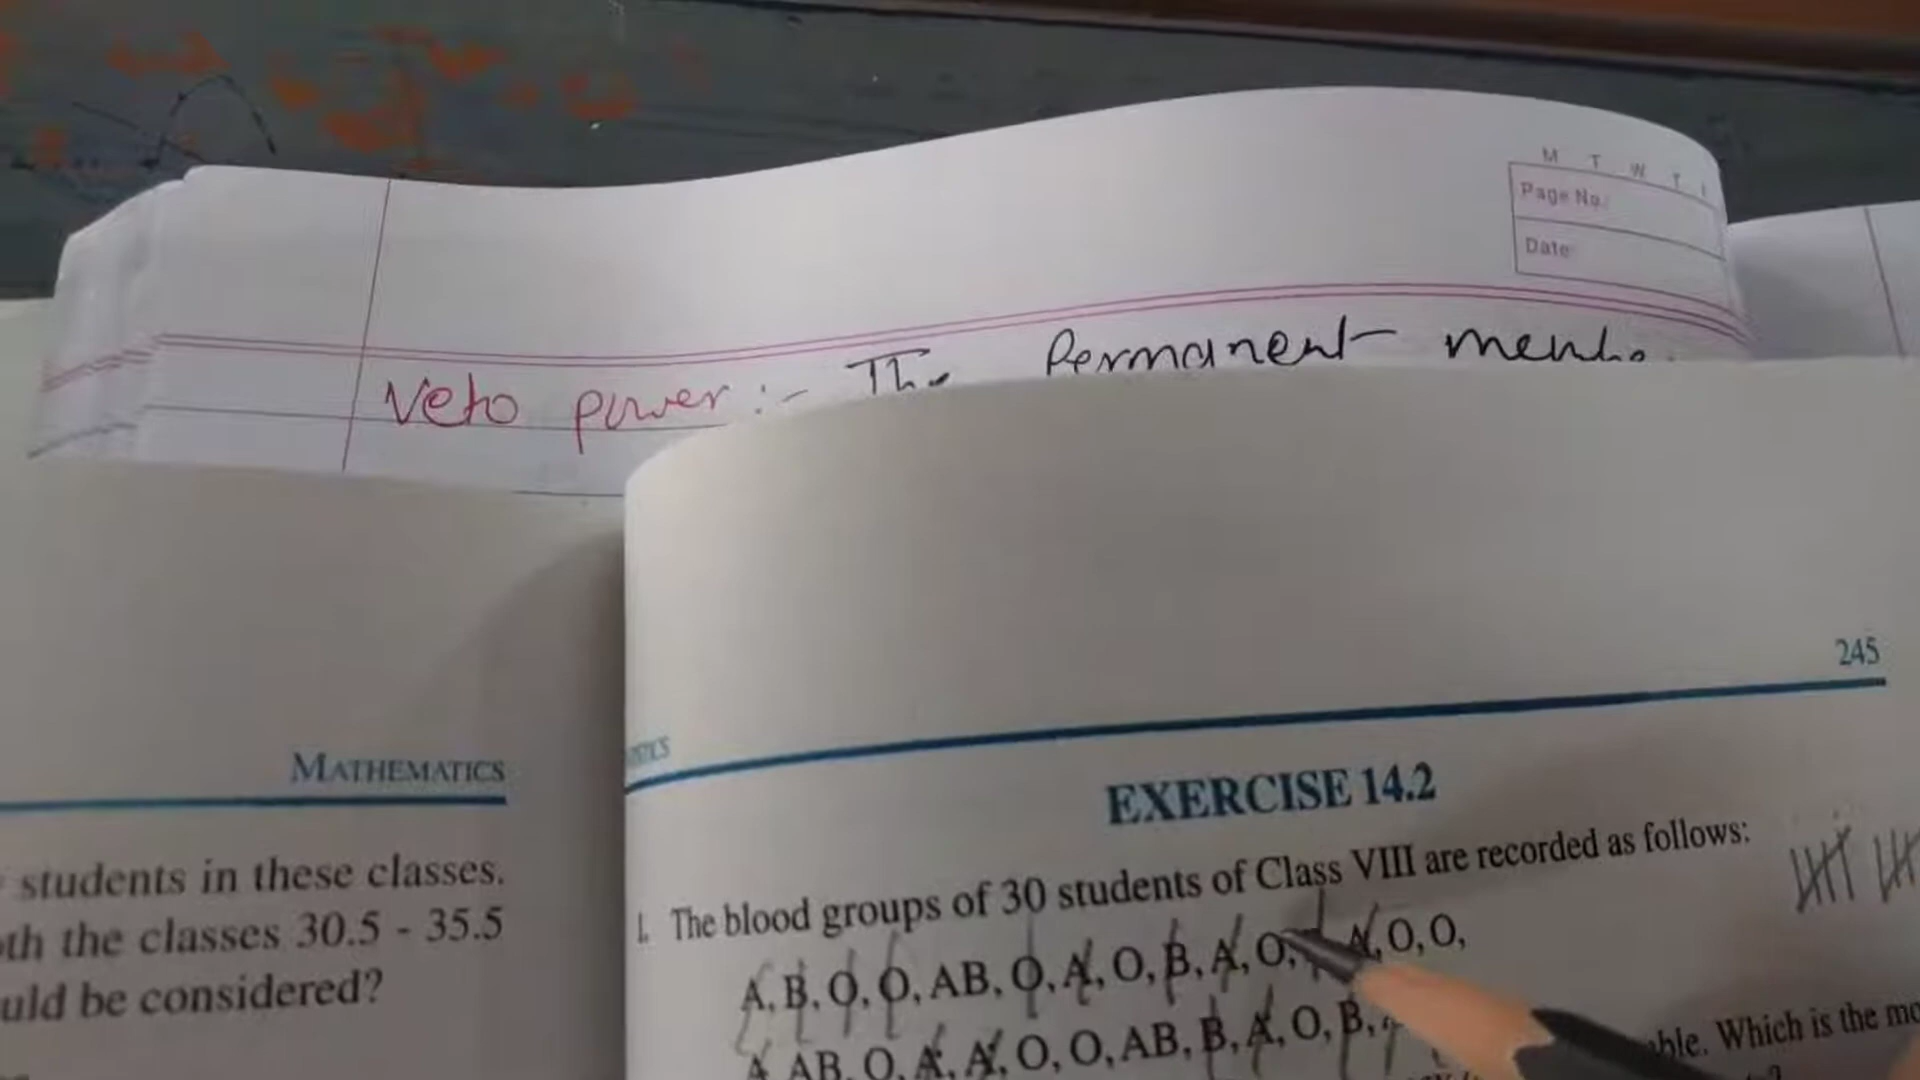 M T W T
Page No.:
Date:
Veto power :- The Permanent
245
MATHEMATICS
EXERCISE 14.2
students in these classes.
the classes 30.5 - 35.5
be considered?
1. The blood groups of 30 students of Class VIII are recorded as follows:
A, B, O, O, AB, O, A, O, B, A, O, A, O, O,
A, AB, O, A, A, O, O, AB, B, A, O, B,
Which is the